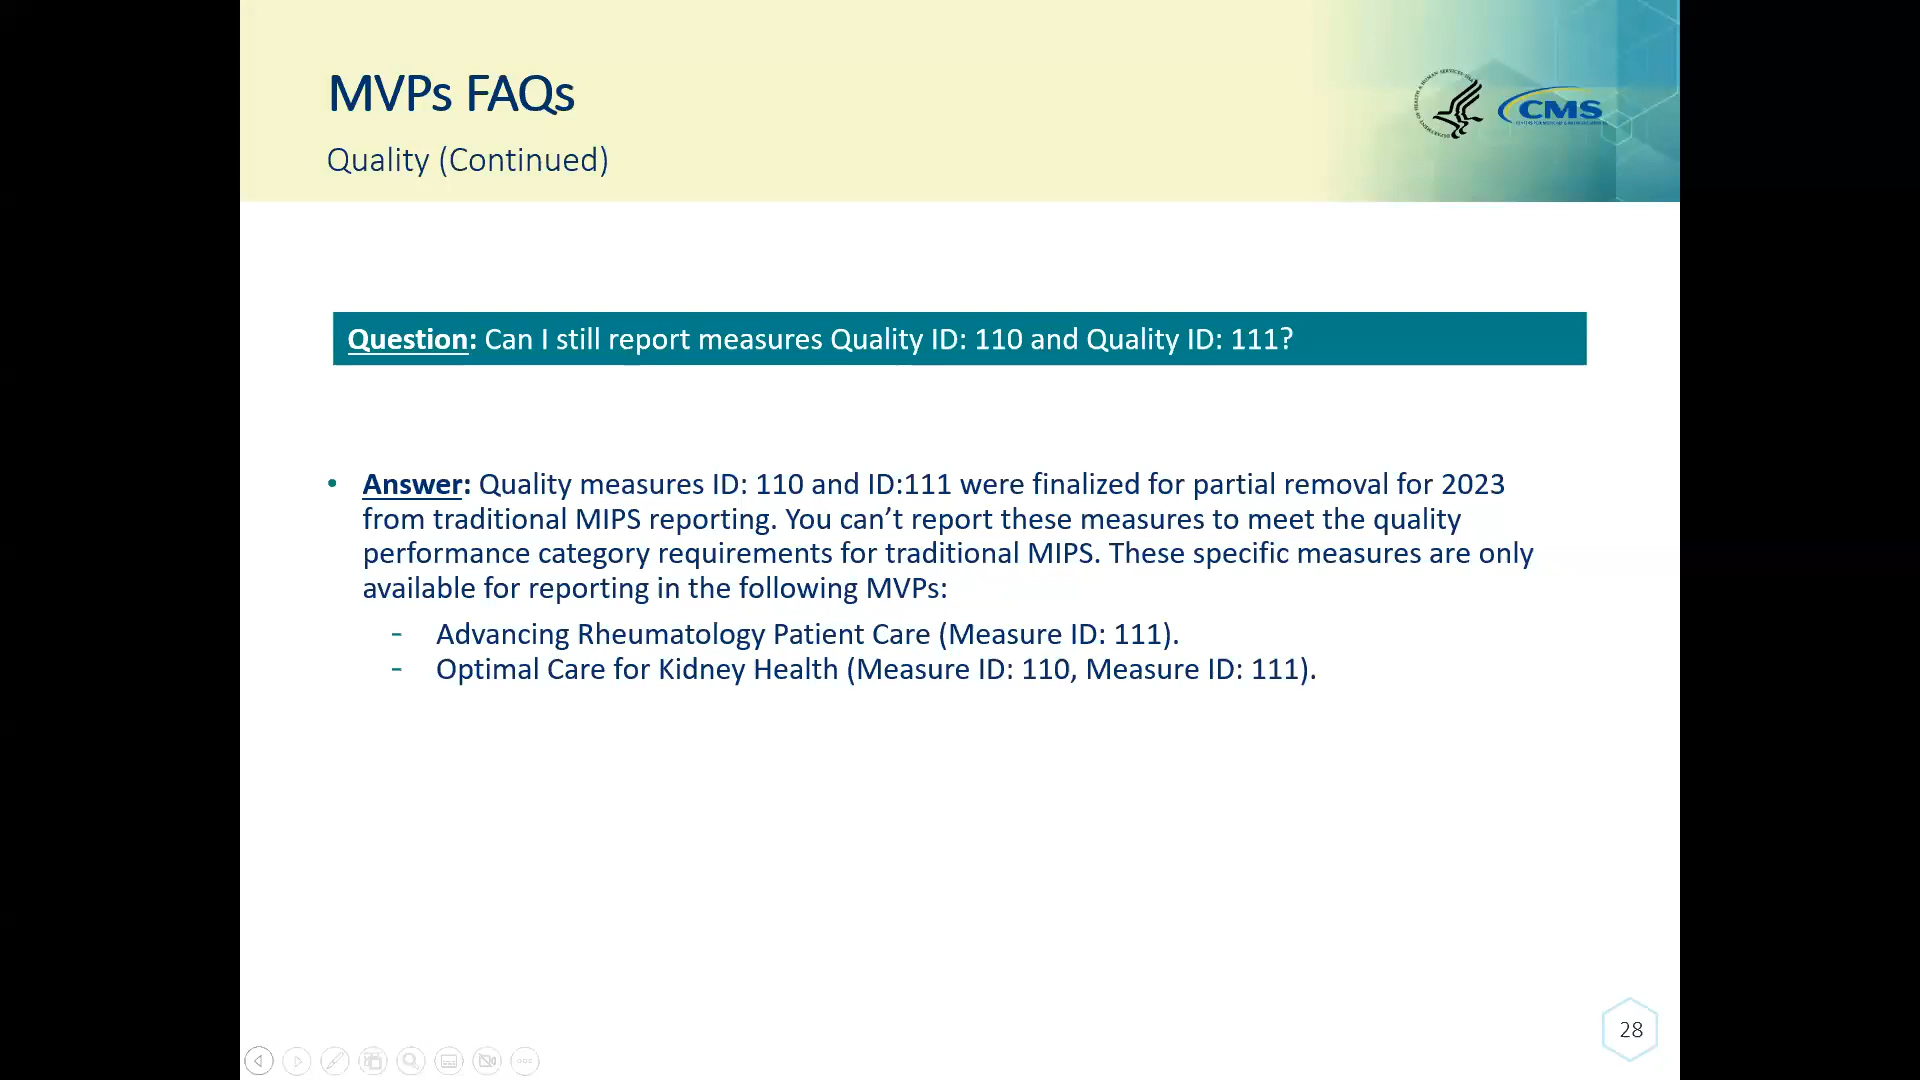 MVPs FAQs
Quality (Continued)
CMS
Question: Can I still report measures Quality ID: 110 and Quality ID: 111?
• Answer: Quality measures ID: 110 and ID:111 were finalized for partial removal for 2023
from traditional MIPS reporting. You can’t report these measures to meet the quality
performance category requirements for traditional MIPS. These specific measures are only
available for reporting in the following MVPs:
- Advancing Rheumatology Patient Care (Measure ID: 111).
- Optimal Care for Kidney Health (Measure ID: 110, Measure ID: 111).
28